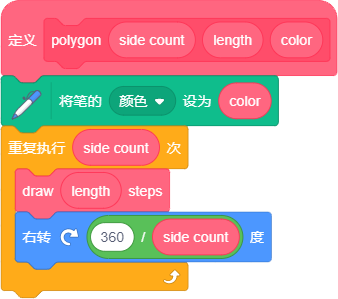 定义 polygon side count length color
将笔的 颜色 设为 color
重复执行 side count 次
draw length steps
右转 360 / side count 度